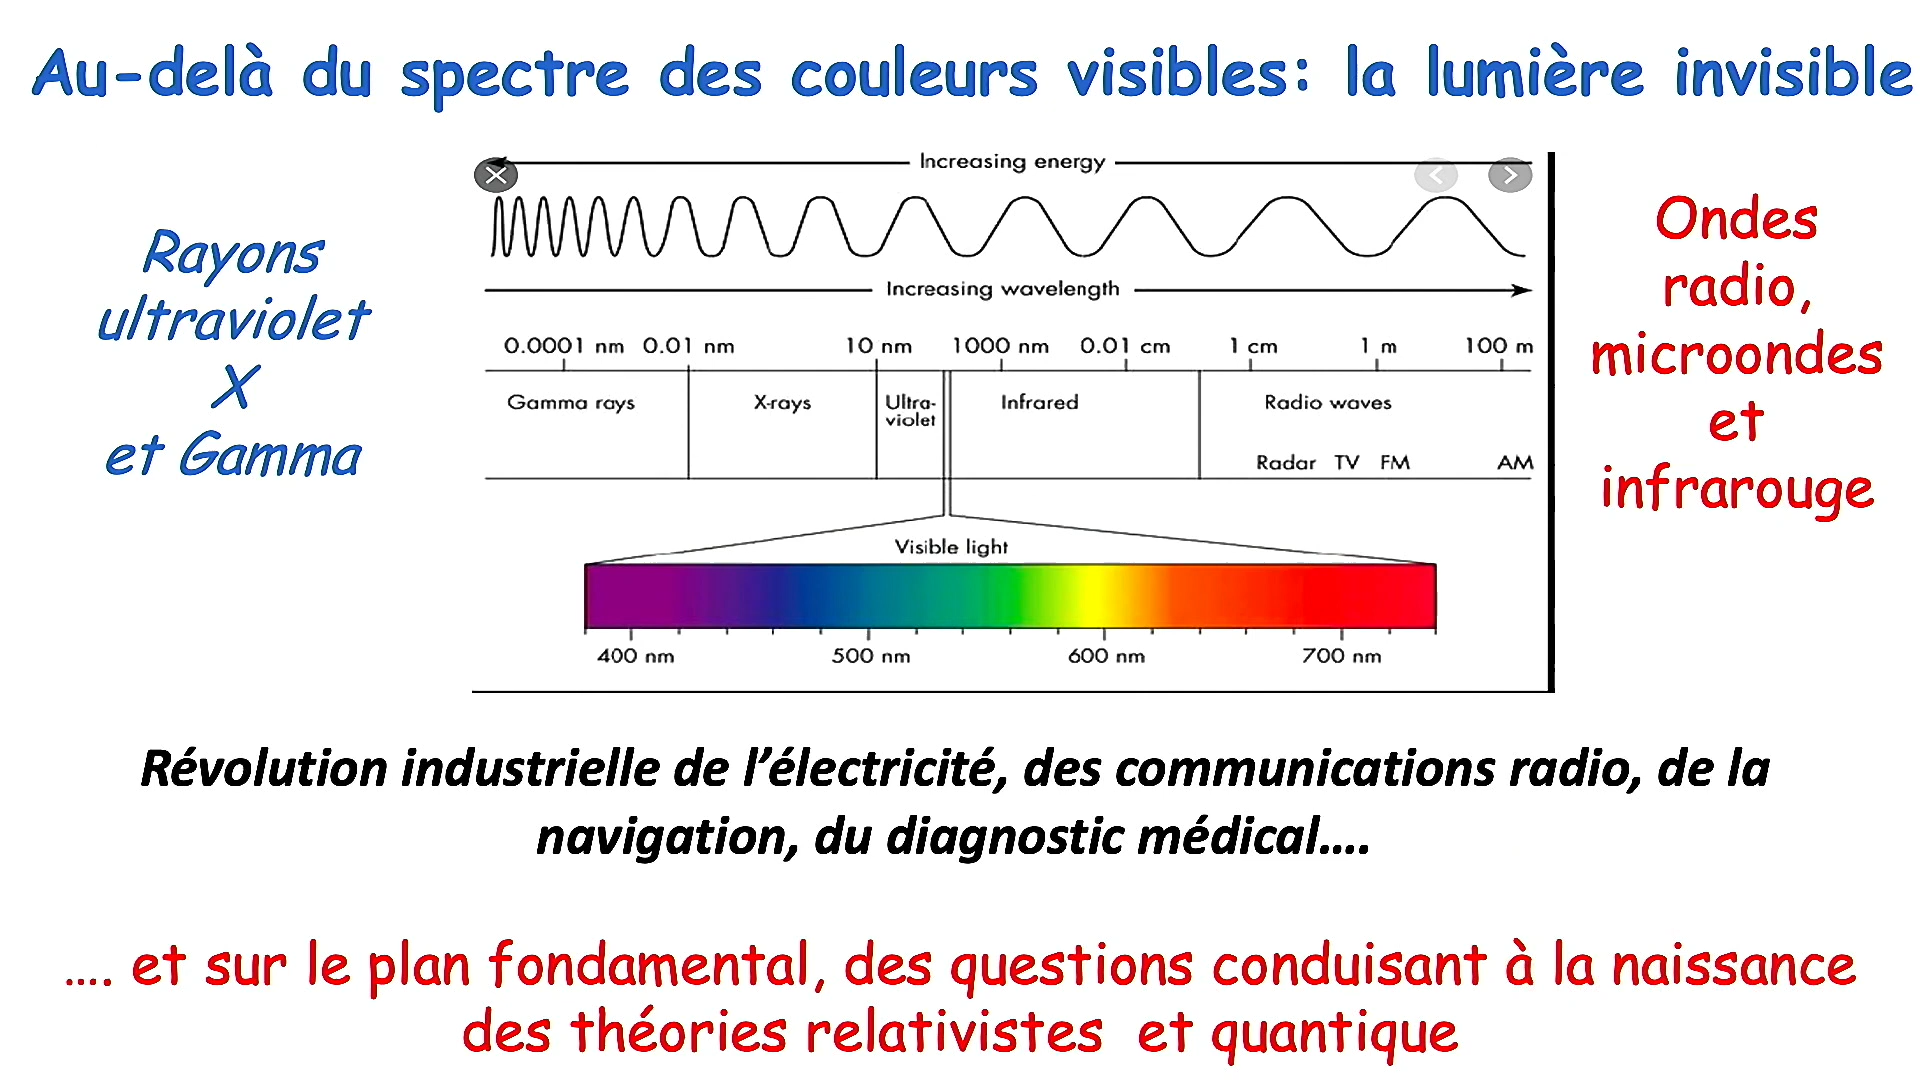 Au-delà du spectre des couleurs visibles: la lumière invisible
Increasing energy
Rayons
ultraviolet
X
et Gamma
Increasing wavelength
0.0001 nm 0.01 nm 10 nm 1000 nm 0.01 cm 1 cm 1 m 100 m
Gamma rays X-rays Ultra- Infrared Radio waves
violet
Radar TV FM AM
Visible light
400 nm 500 nm 600 nm 700 nm
Ondes
radio,
microondes
et
infrarouge
Révolution industrielle de l’électricité, des communications radio, de la
navigation, du diagnostic médical....
.... et sur le plan fondamental, des questions conduisant à la naissance
des théories relativistes et quantique